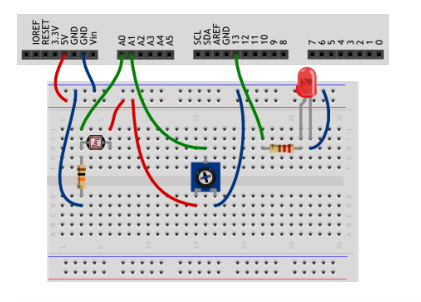 IOREF RESET 3.3V 5V GND GND Vin
A0 A1 A2 A3 A4 A5
SCL SDA AREF GND 13 12 11 10 9 8
7 6 5 4 3 2 1 0